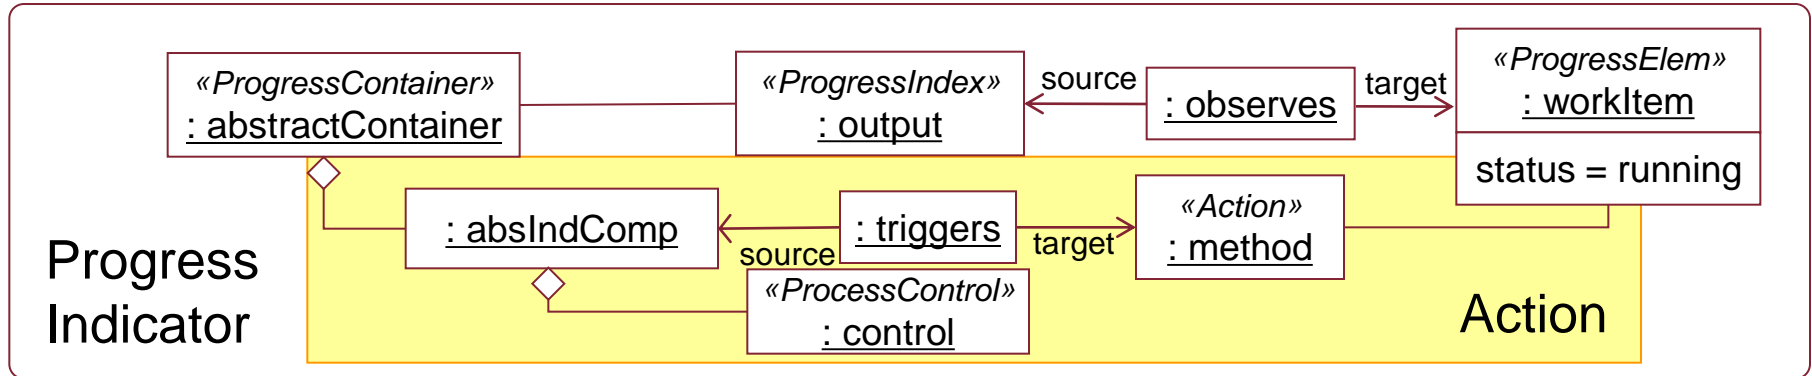 «ProgressContainer»
: abstractContainer
«ProgressIndex»
: output
source
: observes
target
«ProgressElem»
: workItem
status = running
: absIndComp
source
: triggers
target
«Action»
: method
«ProcessControl»
: control
Progress
Indicator
Action